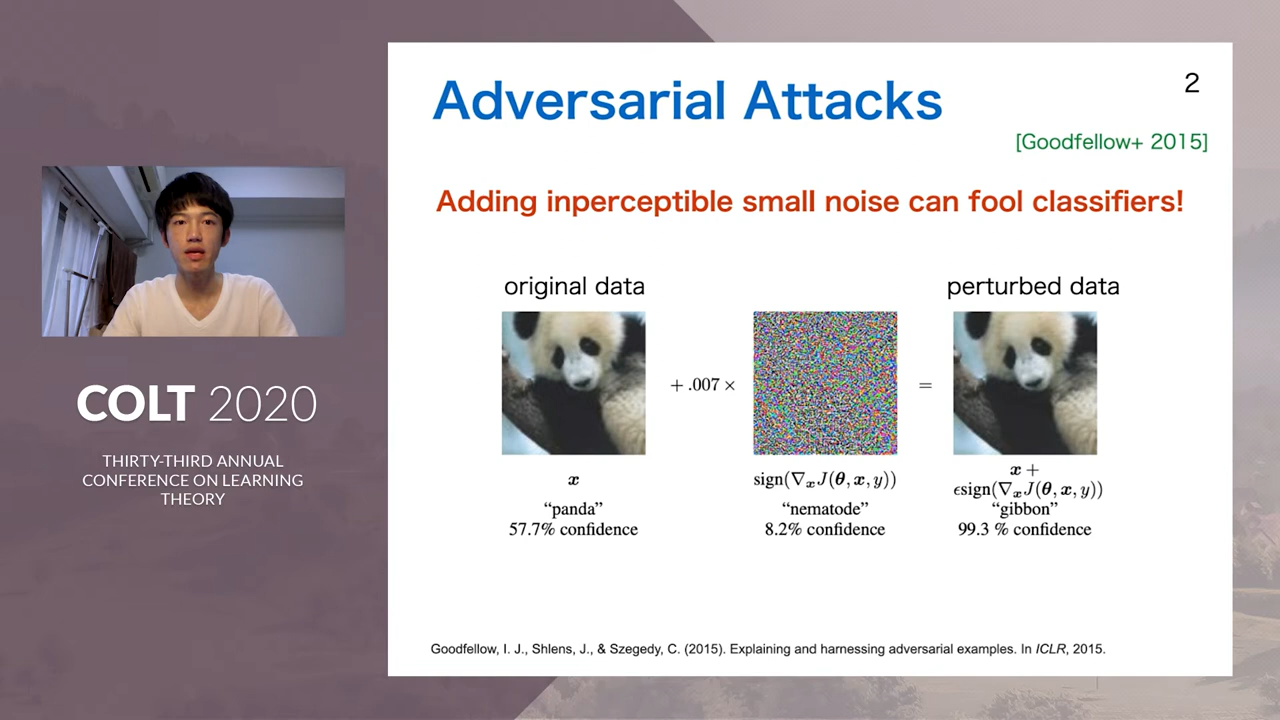 COLT 2020
THIRTY-THIRD ANNUAL
CONFERENCE ON LEARNING
THEORY
Adversarial Attacks
2
[Goodfellow+ 2015]
Adding inperceptible small noise can fool classifiers!
original data
perturbed data
+ .007 ×
=
x
sign(∇ₓJ(θ, x, y))
x +
ϵsign(∇ₓJ(θ, x, y))
“panda”
“nematode”
“gibbon”
57.7% confidence
8.2% confidence
99.3 % confidence
Goodfellow, I. J., Shlens, J., & Szegedy, C. (2015). Explaining and harnessing adversarial examples. In ICLR, 2015.